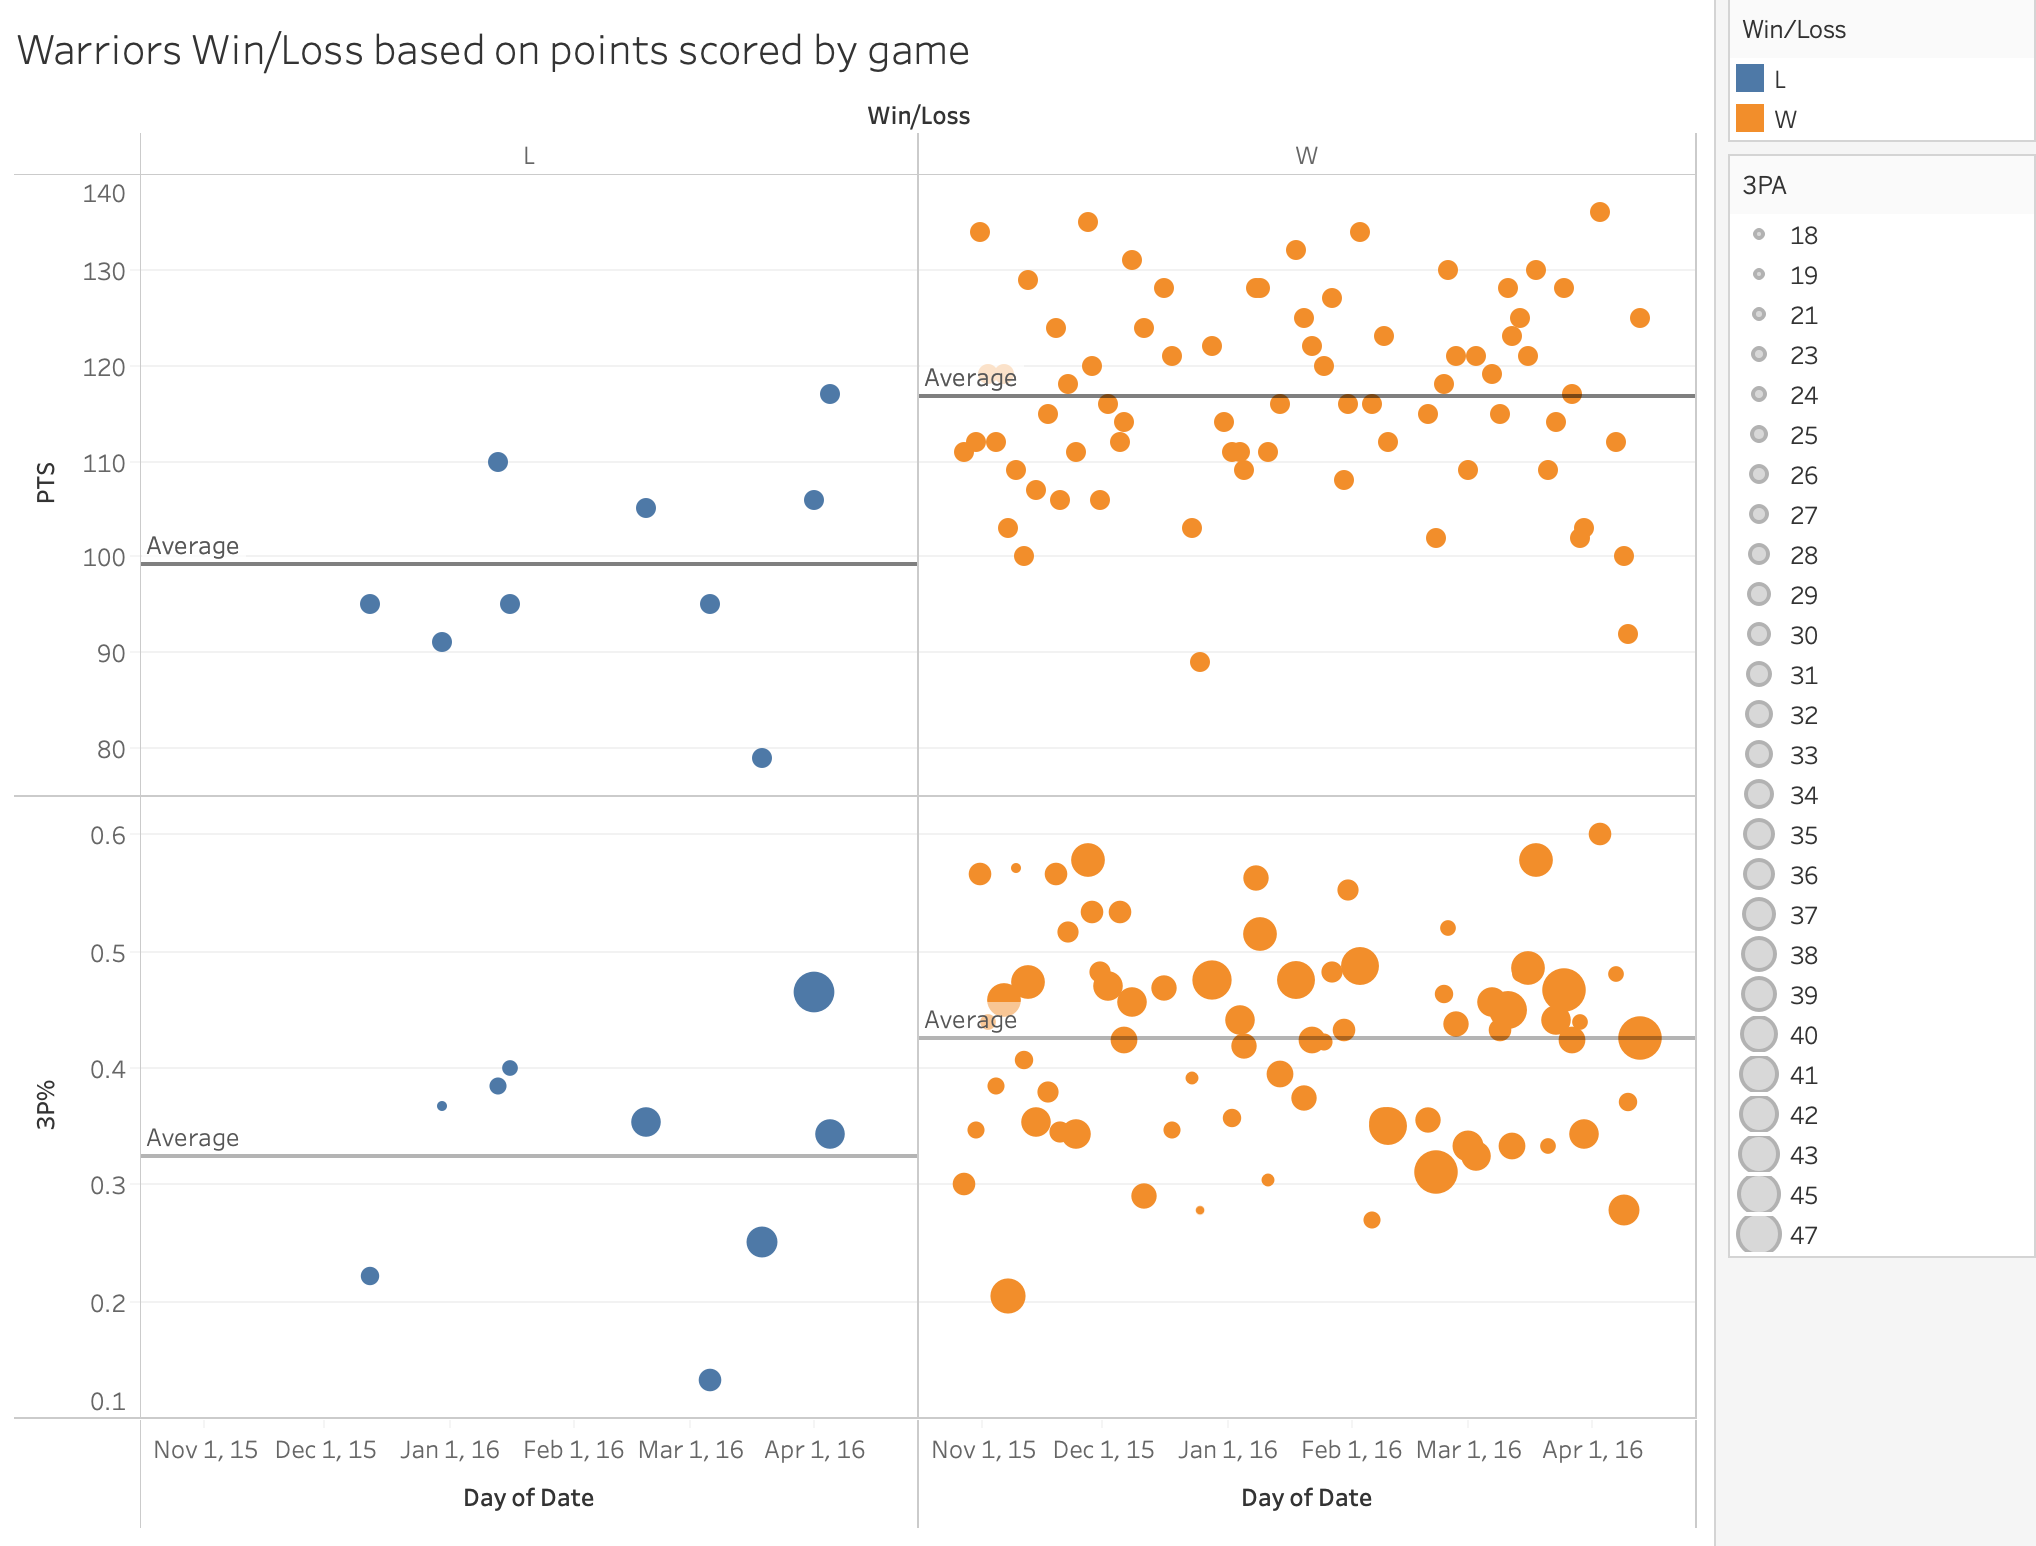 Warriors Win/Loss based on points scored by game
Win/Loss
L
W
140
130
120
110
100
90
80
PTS
Average
Average
0.6
0.5
0.4
0.3
0.2
0.1
3P%
Average
Average
Nov 1, 15
Dec 1, 15
Jan 1, 16
Feb 1, 16
Mar 1, 16
Apr 1, 16
Nov 1, 15
Dec 1, 15
Jan 1, 16
Feb 1, 16
Mar 1, 16
Apr 1, 16
Day of Date
Day of Date
Win/Loss
L
W
3PA
18
19
21
23
24
25
26
27
28
29
30
31
32
33
34
35
36
37
38
39
40
41
42
43
45
47